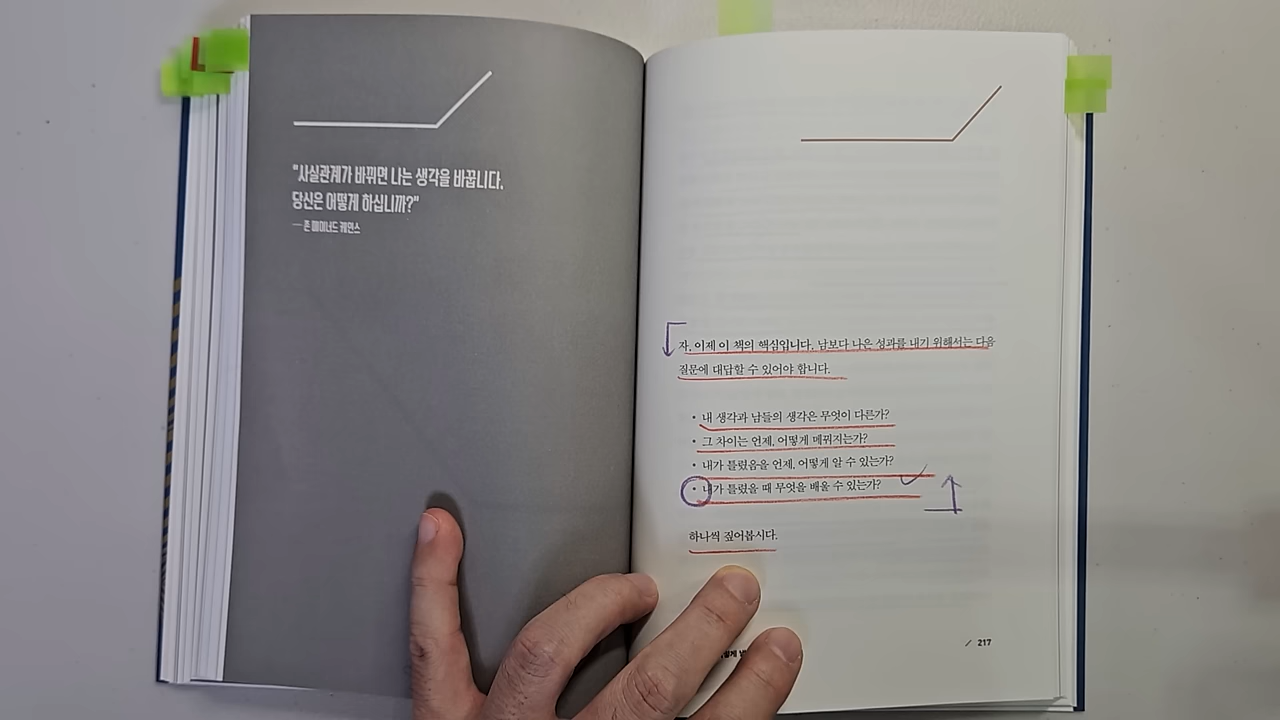 "사실관계가 바뀌면 나는 생각을 바꿉니다.
당신은 어떻게 하십니까?"
— 존 메이너드 케인스
자, 이제 이 책의 핵심입니다. 남보다 나은 성과를 내기 위해서는 다음
질문에 대답할 수 있어야 합니다.
• 내 생각과 남들의 생각은 무엇이 다른가?
• 그 차이는 언제, 어떻게 메꿔지는가?
• 내가 틀렸음을 언제, 어떻게 알 수 있는가?
• 내가 틀렸을 때 무엇을 배울 수 있는가?
하나씩 짚어봅시다.
/ 217